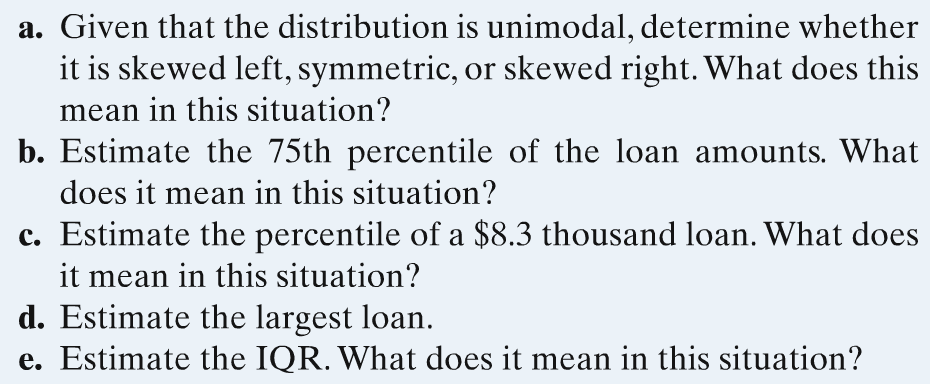 a. Given that the distribution is unimodal, determine whether
it is skewed left, symmetric, or skewed right. What does this
mean in this situation?
b. Estimate the 75th percentile of the loan amounts. What
does it mean in this situation?
c. Estimate the percentile of a $8.3 thousand loan. What does
it mean in this situation?
d. Estimate the largest loan.
e. Estimate the IQR. What does it mean in this situation?